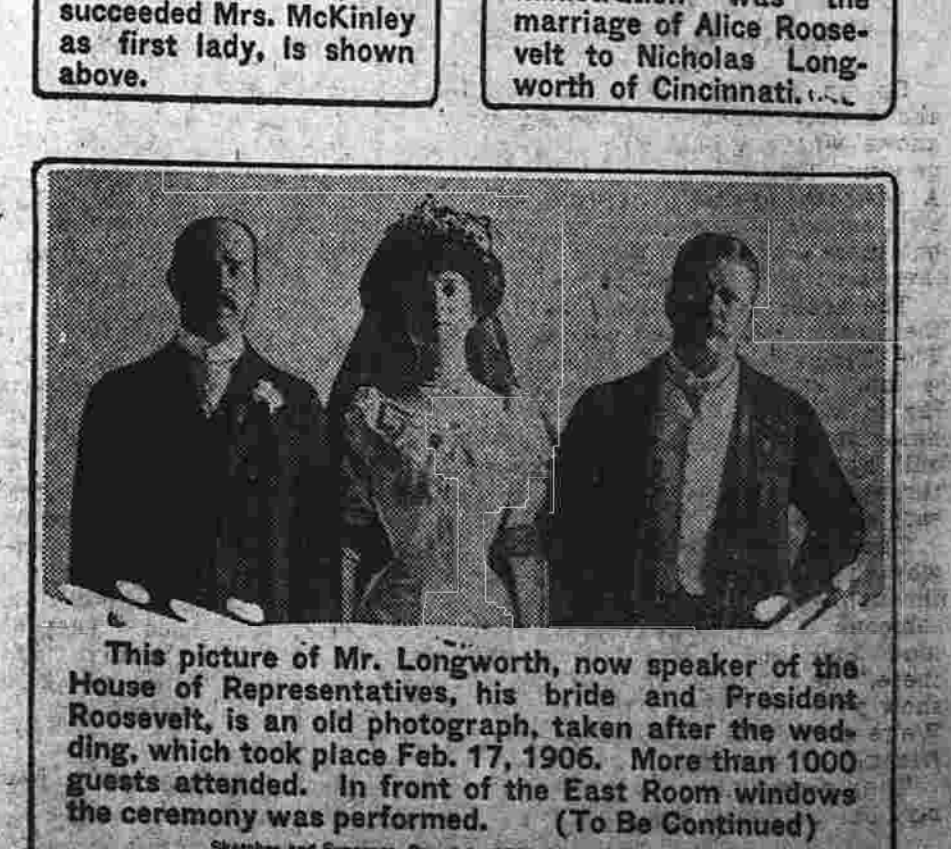 succeeded Mrs. McKinley
as first lady, is shown
above.
was the
marriage of Alice Roose-
velt to Nicholas Long-
worth of Cincinnati.
This picture of Mr. Longworth, now speaker of the
House of Representatives, his bride and President
Roosevelt, is an old photograph, taken after the wed-
ding, which took place Feb. 17, 1906. More than 1000
guests attended. In front of the East Room windows
the ceremony was performed. (To Be Continued)